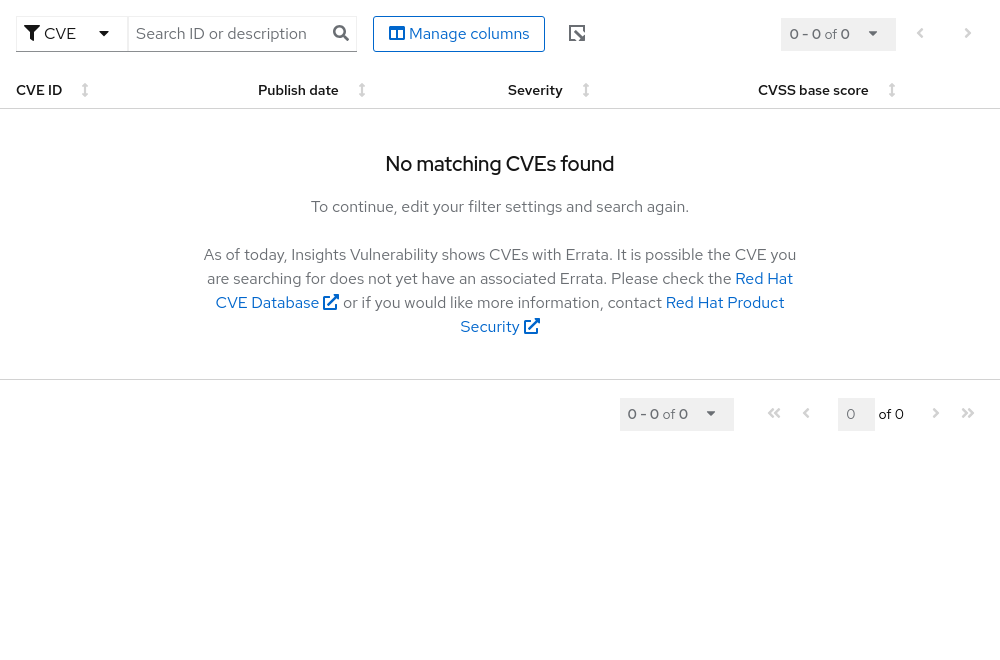 CVE Search ID or description Manage columns 0 - 0 of 0
CVE ID Publish date Severity CVSS base score
No matching CVEs found
To continue, edit your filter settings and search again.
As of today, Insights Vulnerability shows CVEs with Errata. It is possible the CVE you
are searching for does not yet have an associated Errata. Please check the Red Hat
CVE Database or if you would like more information, contact Red Hat Product
Security
0 - 0 of 0 0 of 0